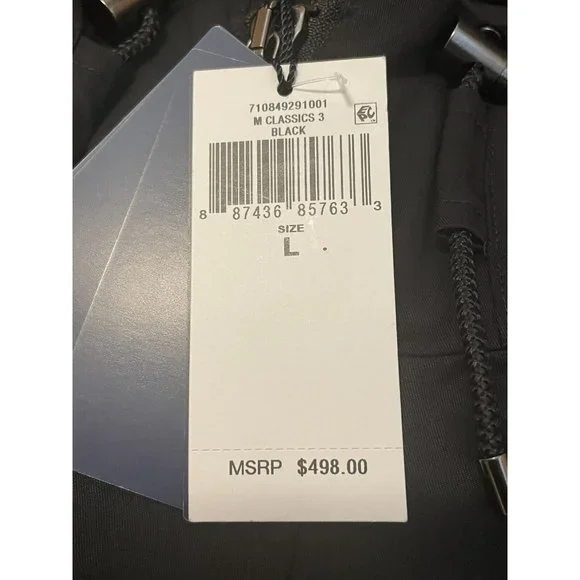 710849291001
M CLASSICS 3
BLACK
8 87436 85763 3
SIZE
L
MSRP $498.00